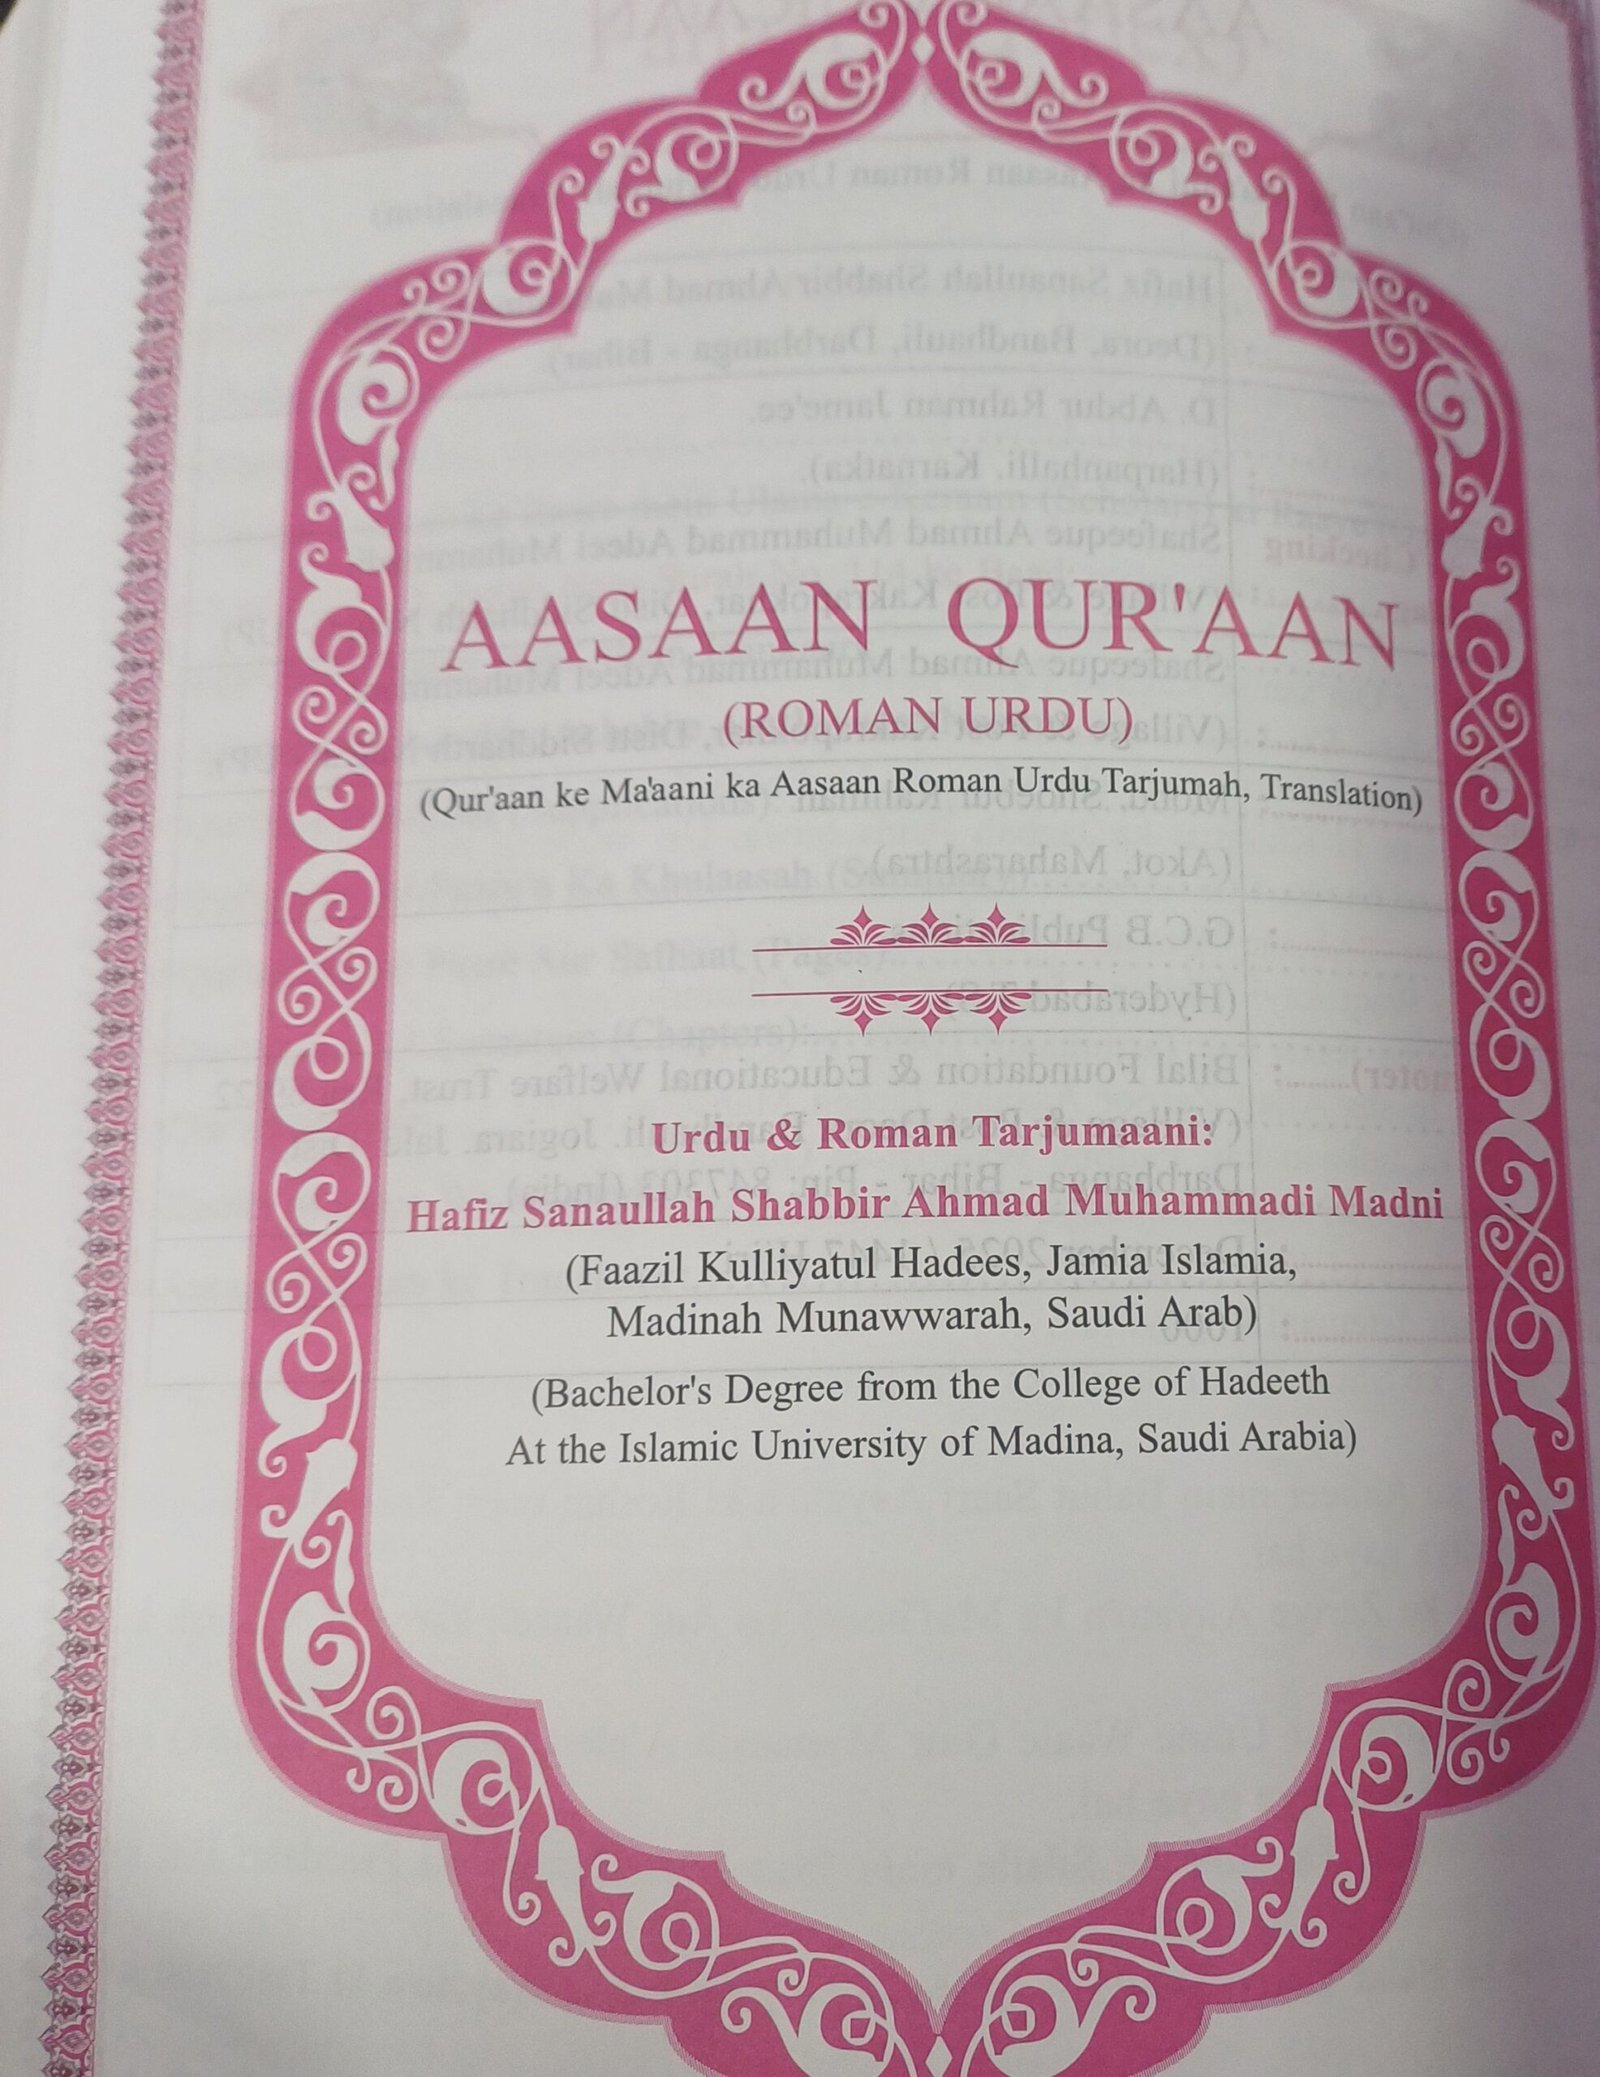 AASAAN QUR'AAN
(ROMAN URDU)
(Qur'aan ke Ma'aani ka Aasaan Roman Urdu Tarjumah, Translation)
Urdu & Roman Tarjumaani:
Hafiz Sanaullah Shabbir Ahmad Muhammadi Madni
(Faazil Kulliyatul Hadees, Jamia Islamia,
Madinah Munawwarah, Saudi Arab)
(Bachelor's Degree from the College of Hadeeth
At the Islamic University of Madina, Saudi Arabia)